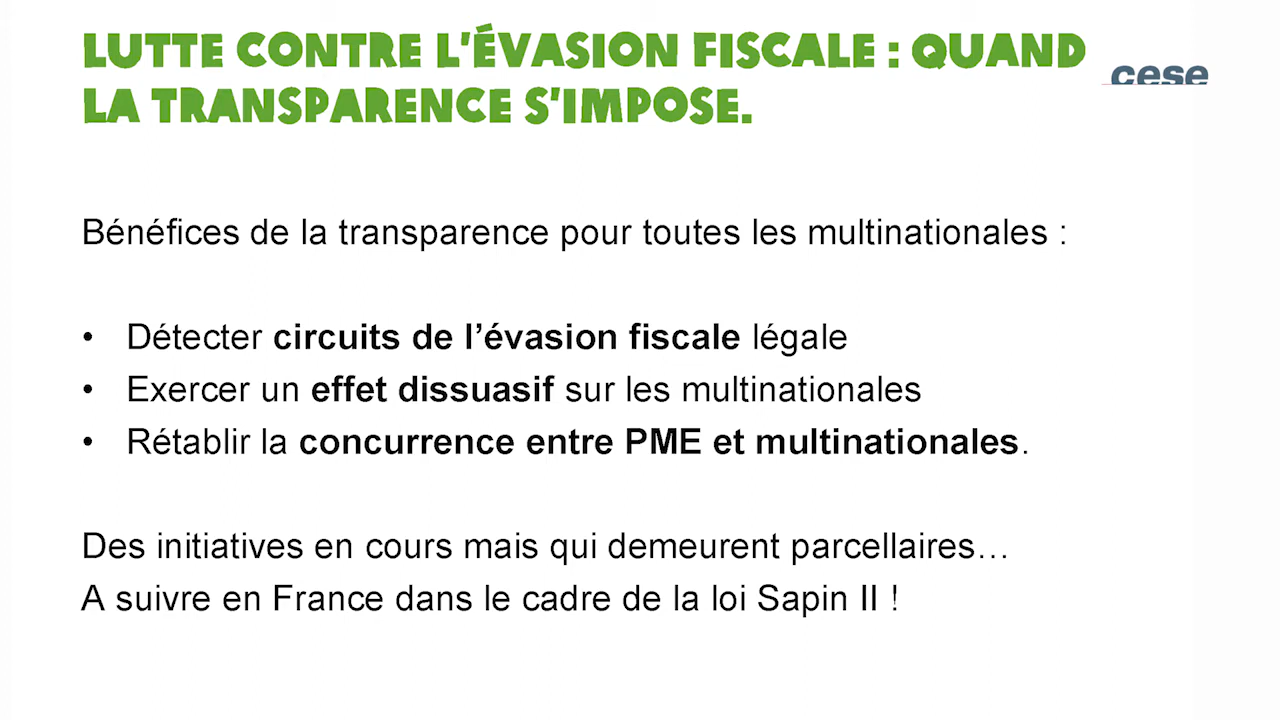 LUTTE CONTRE L'ÉVASION FISCALE : QUAND
LA TRANSPARENCE S'IMPOSE.
cese
Bénéfices de la transparence pour toutes les multinationales :
• Détecter circuits de l’évasion fiscale légale
• Exercer un effet dissuasif sur les multinationales
• Rétablir la concurrence entre PME et multinationales.
Des initiatives en cours mais qui demeurent parcellaires…
A suivre en France dans le cadre de la loi Sapin II !